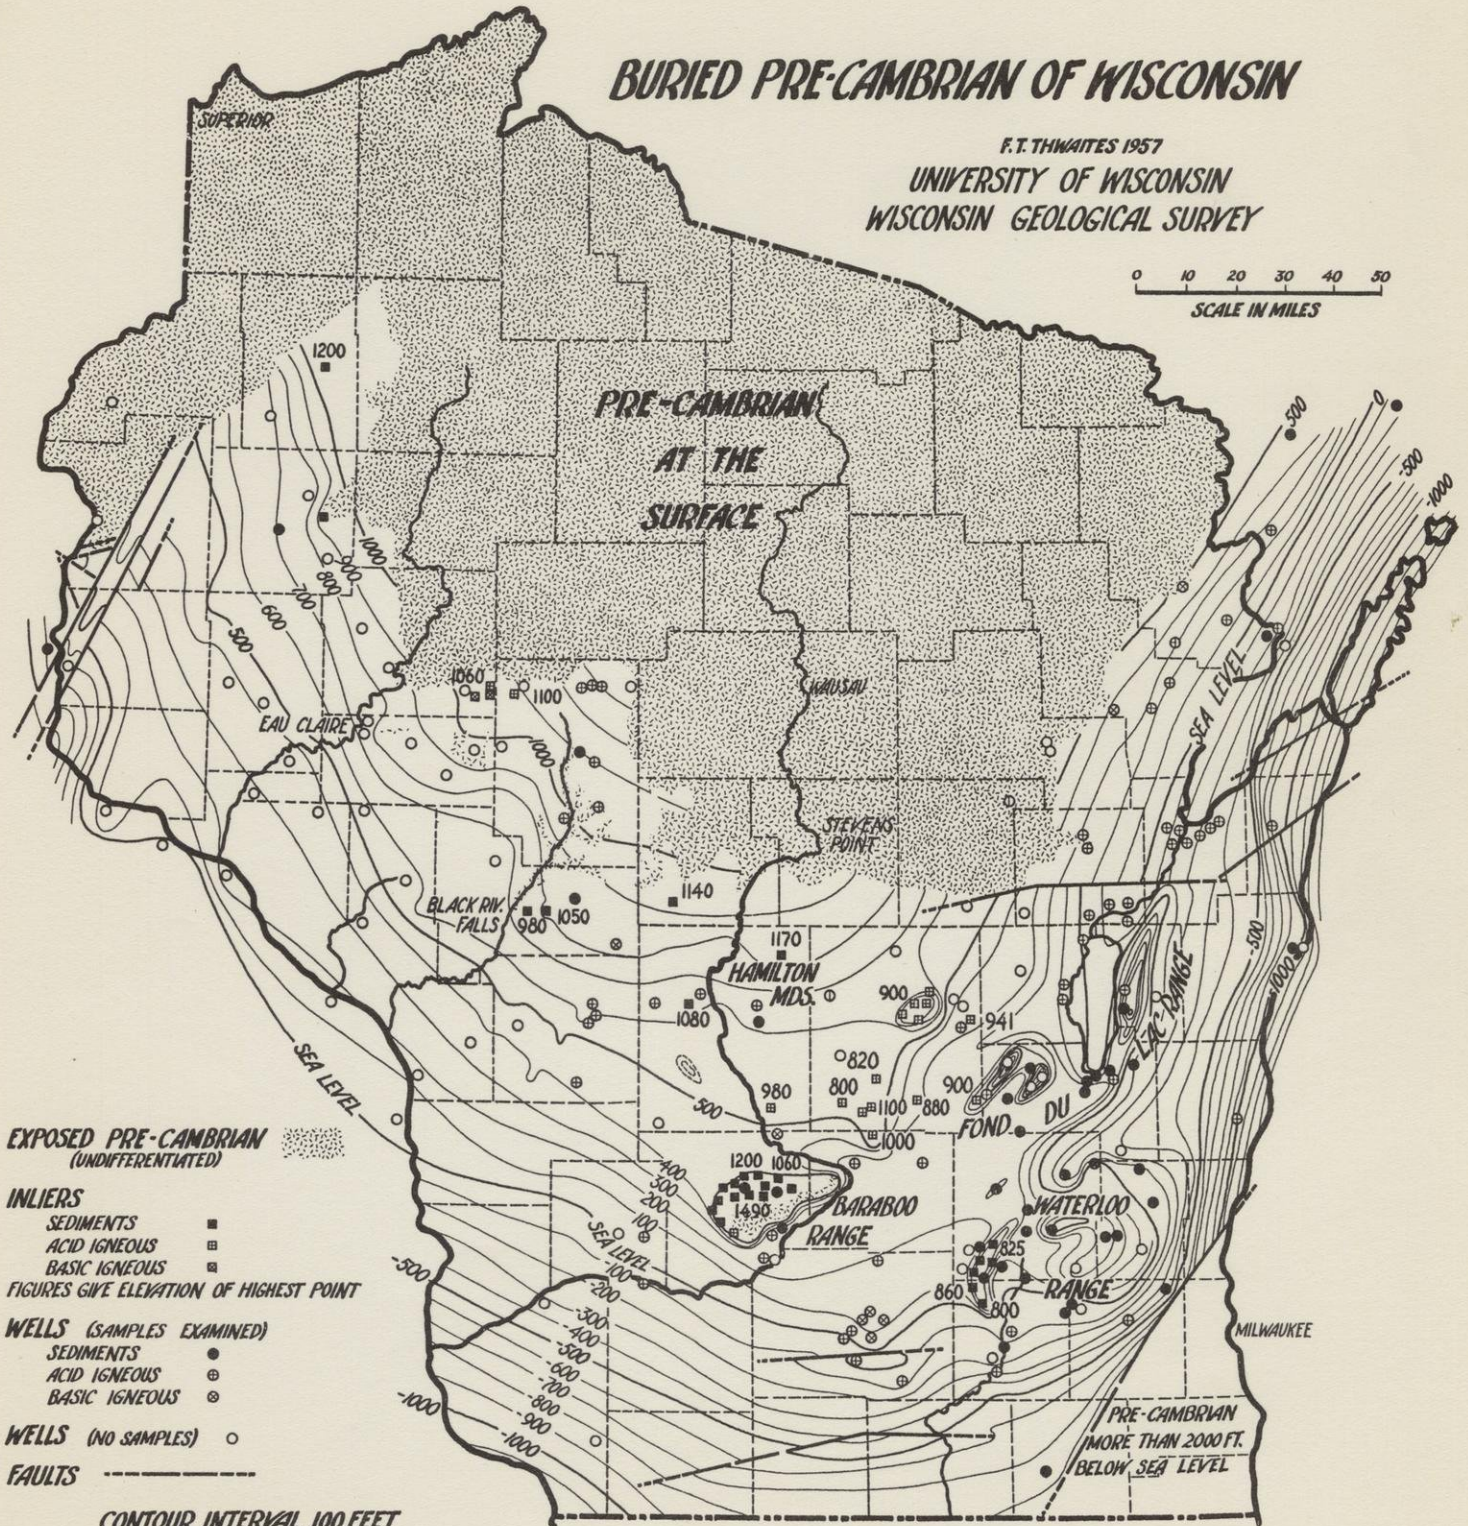 BURIED PRE-CAMBRIAN OF WISCONSIN
F.T. THWAITES 1957
UNIVERSITY OF WISCONSIN
WISCONSIN GEOLOGICAL SURVEY
0 10 20 30 40 50
SCALE IN MILES
SUPERIOR
1200
PRE-CAMBRIAN
AT THE
SURFACE
500
0
-500
-1000
1000
900
800
700
600
500
SEA LEVEL
1060
1100
WAUSAU
EAU CLAIRE
1000
STEVENS
POINT
1140
BLACK RIV.
FALLS
980
1050
1170
HAMILTON
MDS.
-500
-1000
900
941
1080
LAC RANGE
SEA LEVEL
820
980
800
1100
880
900
500
FOND DU
1000
400
300
200
100
1200
1060
1490
BARABOO
RANGE
WATERLOO
RANGE
825
860
800
SEA LEVEL
-100
-200
-300
-400
-500
-600
-700
-800
-900
-1000
-500
-1000
MILWAUKEE
PRE-CAMBRIAN
MORE THAN 2000 FT.
BELOW SEA LEVEL
EXPOSED PRE-CAMBRIAN
(UNDIFFERENTIATED)
INLIERS
SEDIMENTS
ACID IGNEOUS
BASIC IGNEOUS
FIGURES GIVE ELEVATION OF HIGHEST POINT
WELLS (SAMPLES EXAMINED)
SEDIMENTS
ACID IGNEOUS
BASIC IGNEOUS
WELLS (NO SAMPLES)
FAULTS
CONTOUR INTERVAL 100 FEET